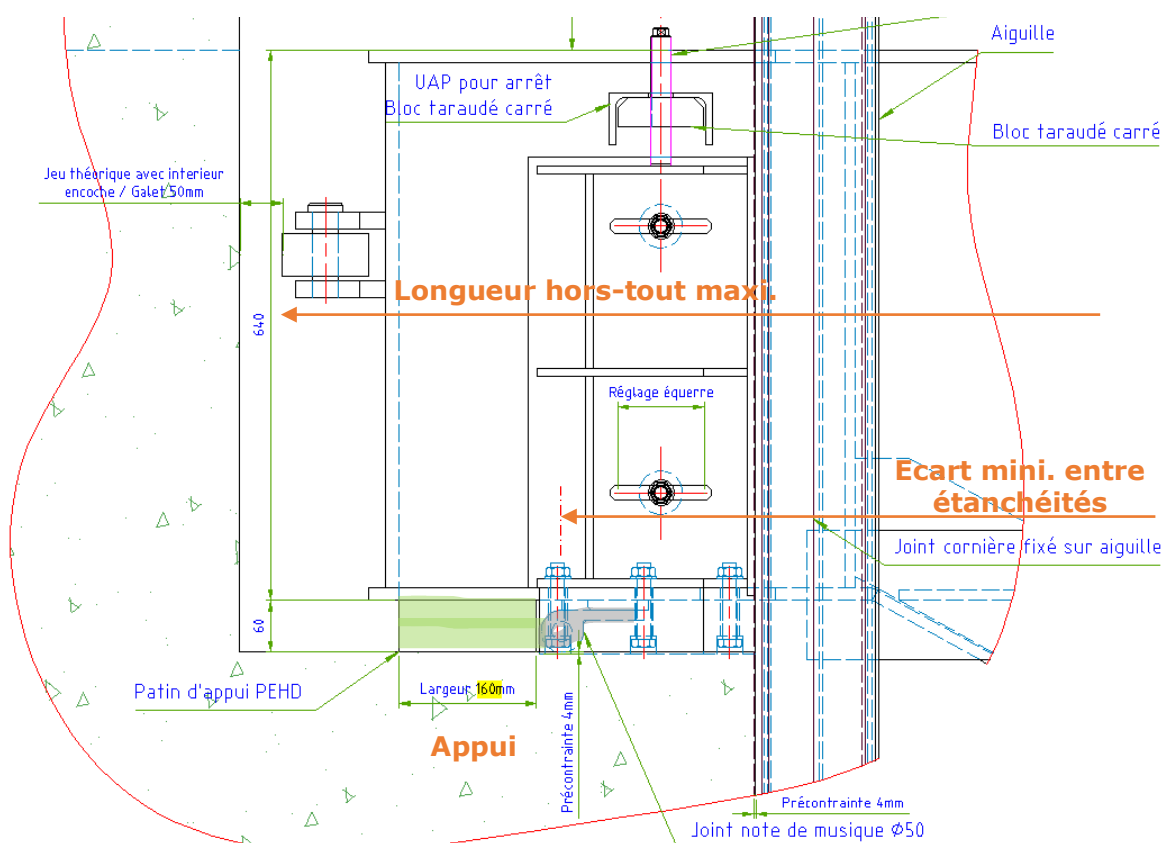 Aiguille
UAP pour arrêt
Bloc taraudé carré
Bloc taraudé carré
Jeu théorique avec interieur
encoche / Galet 50mm
Longueur hors-tout maxi.
640
Réglage équerre
Ecart mini. entre
étanchéités
Joint cornière fixé sur aiguille
60
Patin d'appui PEHD
Largeur 160mm
Appui
Précontrainte 4mm
Précontrainte 4mm
Joint note de musique Ø50